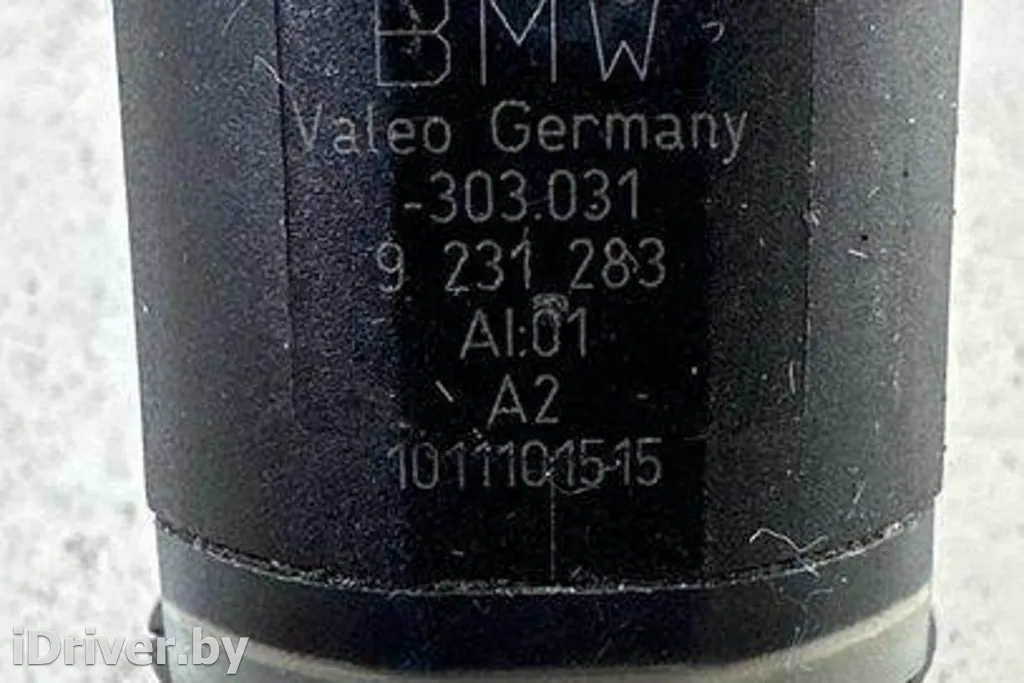 BMW
Valeo Germany
-303.031
9 231 283
AI:01
A2
1011101515
iDriver.by